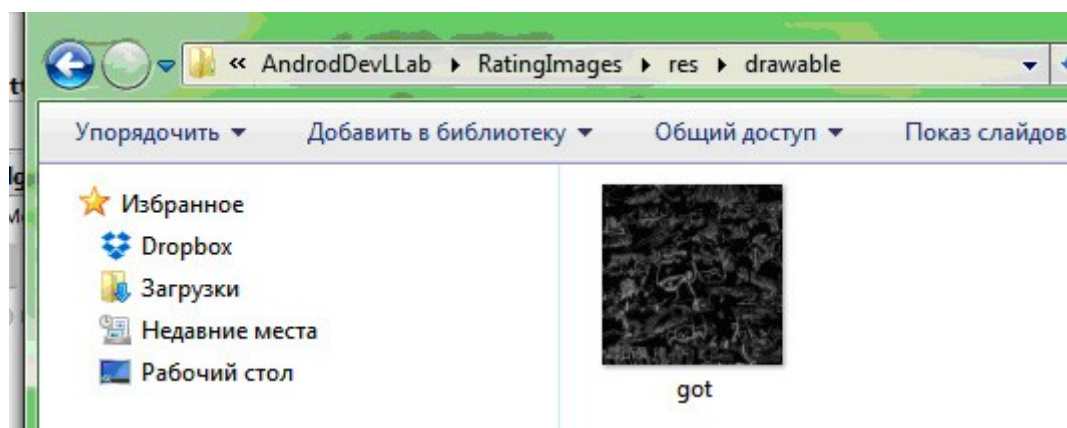 « AndrodDevLLab RatingImages res drawable
Упорядочить Добавить в библиотеку Общий доступ Показ слайдов
Избранное
Dropbox
Загрузки
Недавние места
Рабочий стол
got